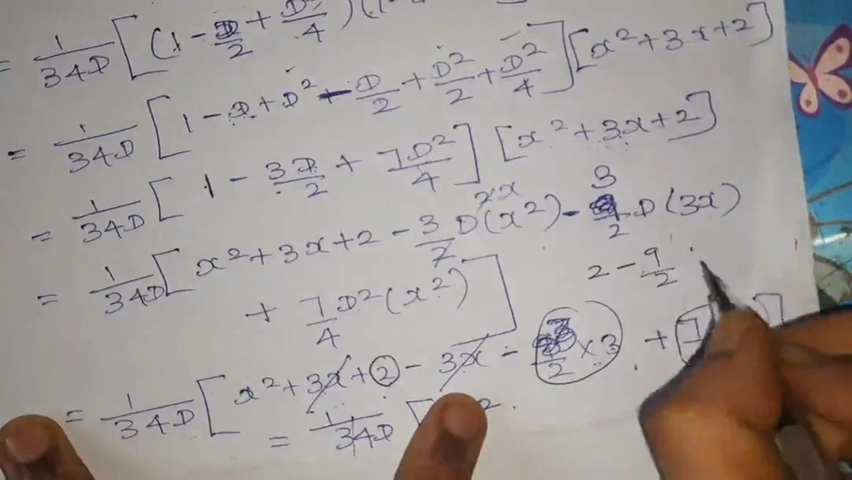 = 1/34D [(1 - D/2 + D²/4)(1
= 1/34D [1 - D + D² - D/2 + D²/2 + D²/4] [x² + 3x + 2]
= 1/34D [1 - 3D/2 + 7D²/4] [x² + 3x + 2]
= 1/34D [x² + 3x + 2 - 3/2 D(x²) - 3/2 D(3x)
2x
+ 7/4 D²(x²)]
2 - 9/2
= 1/34D [x² + 3x + 2 - 3x - 3/2 × 3 + 7
= 1/34D [